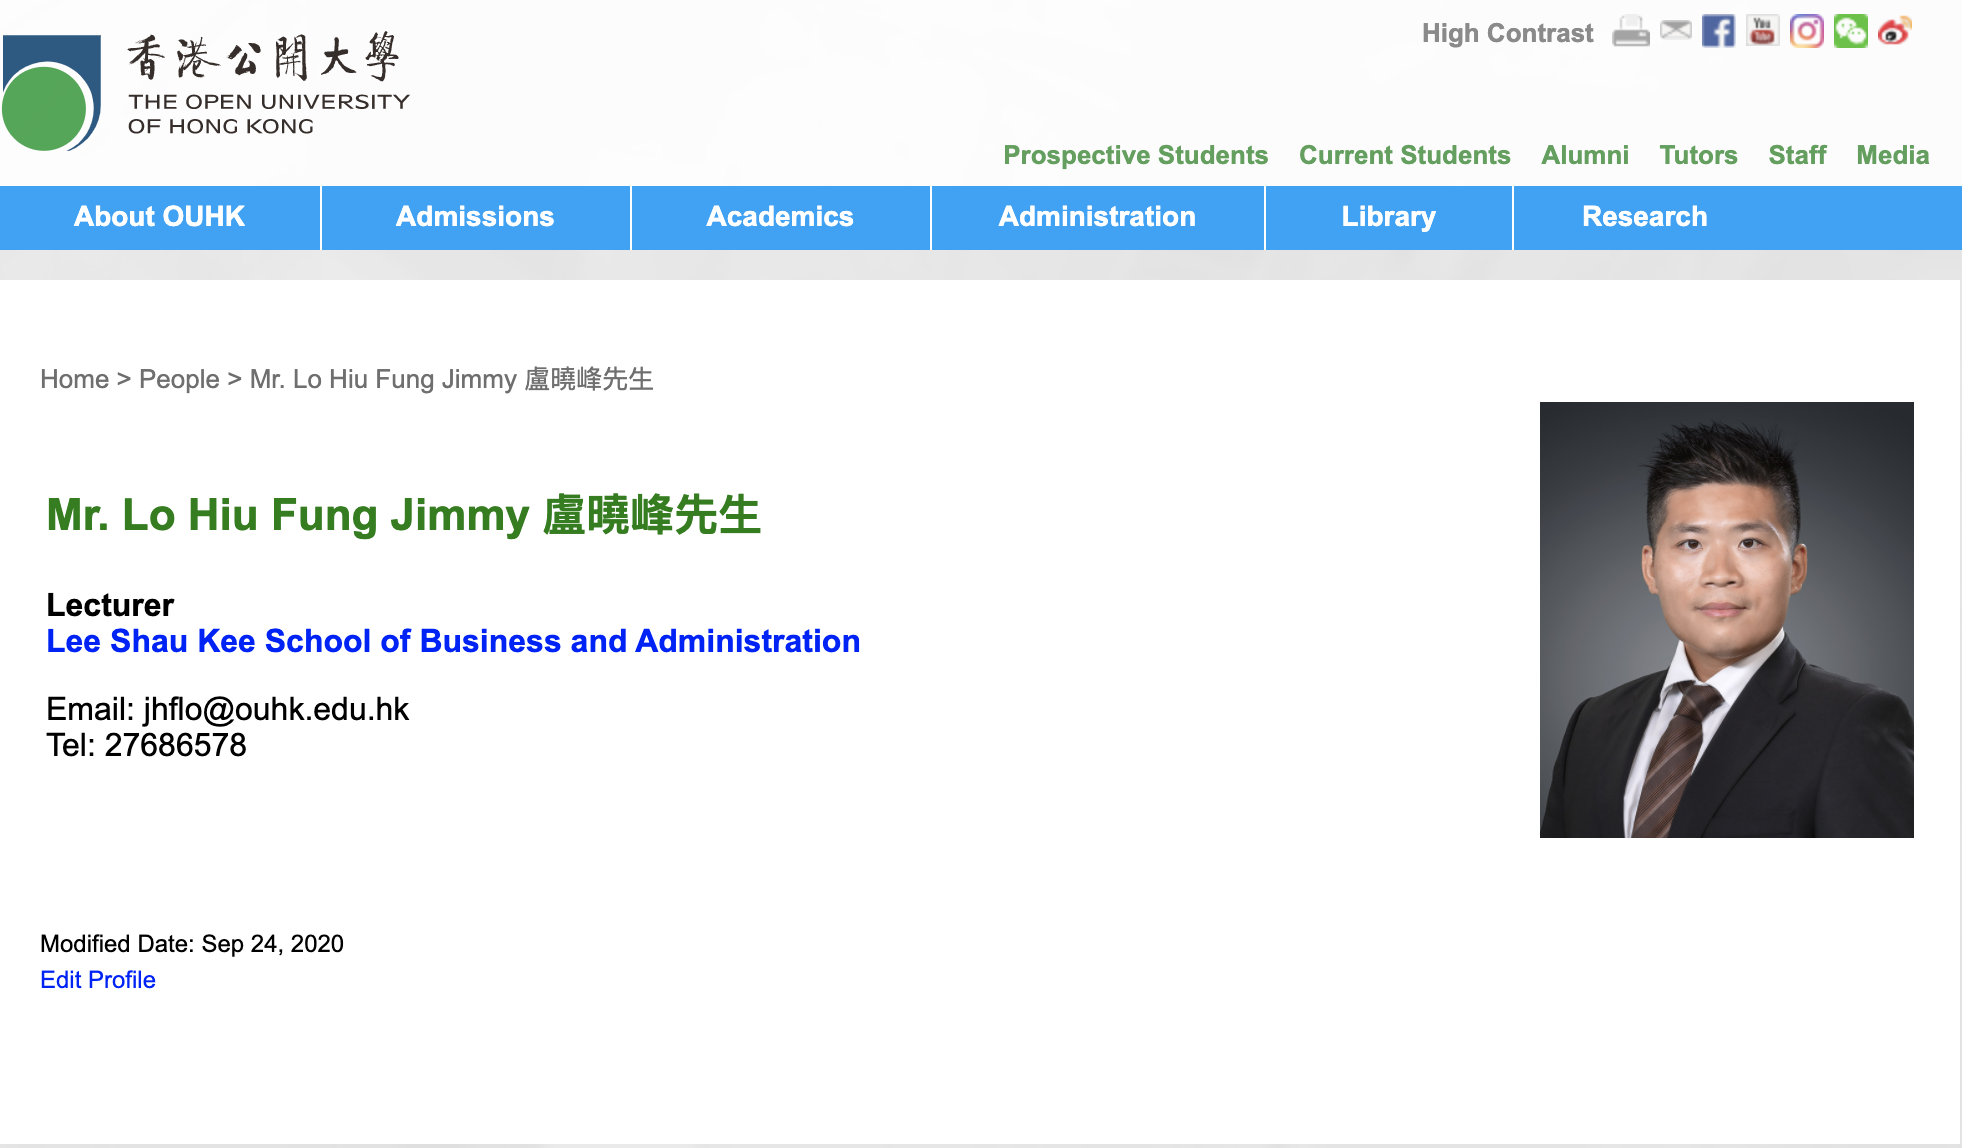 香港公開大學
THE OPEN UNIVERSITY
OF HONG KONG
High Contrast
You
Tube
Prospective Students Current Students Alumni Tutors Staff Media
About OUHK Admissions Academics Administration Library Research
Home > People > Mr. Lo Hiu Fung Jimmy 盧曉峰先生
Mr. Lo Hiu Fung Jimmy 盧曉峰先生
Lecturer
Lee Shau Kee School of Business and Administration
Email: jhflo@ouhk.edu.hk
Tel: 27686578
Modified Date: Sep 24, 2020
Edit Profile